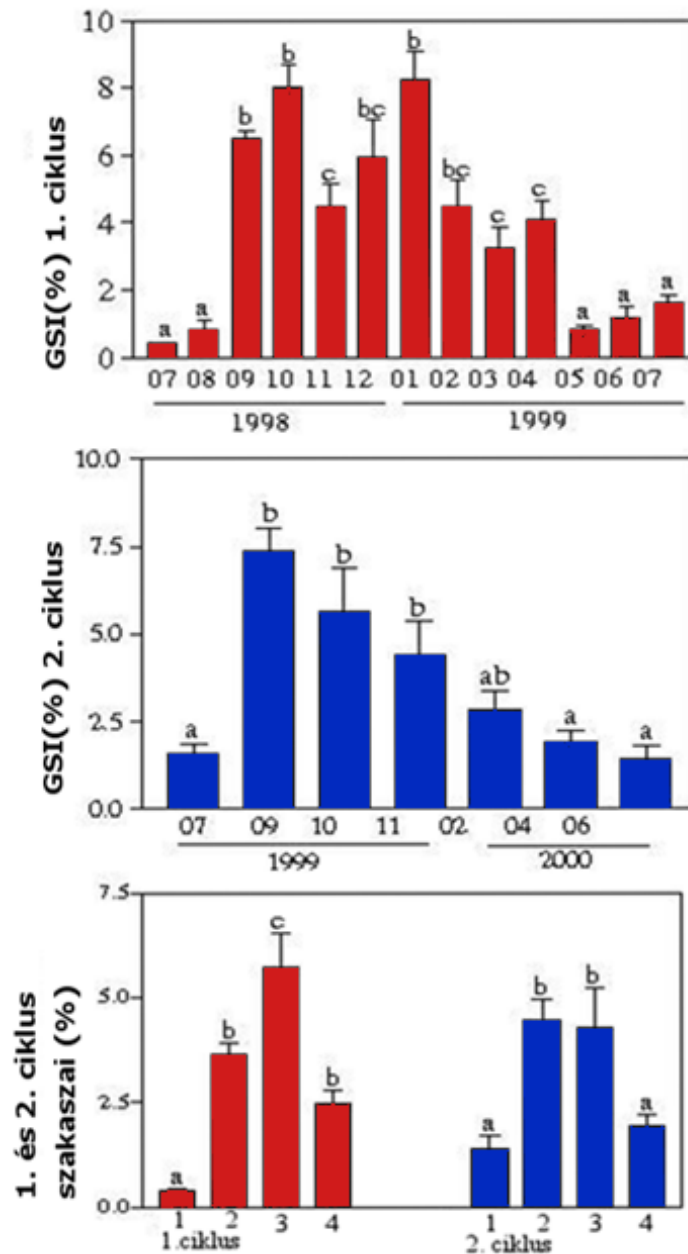 GSI(%) 1. ciklus
10
8
6
4
2
0
a
a
b
b
c
bc
b
bc
c
c
a
a
a
07 08 09 10 11 12 01 02 03 04 05 06 07
1998 1999
GSI(%) 2. ciklus
10.0
7.5
5.0
2.5
0.0
a
b
b
b
ab
a
a
07 09 10 11 02 04 06
1999 2000
1. és 2. ciklus
szakaszai (%)
7.5
5.0
2.5
0.0
a
b
c
b
a
b
b
a
1 2 3 4 1 2 3 4
1.ciklus 2. ciklus